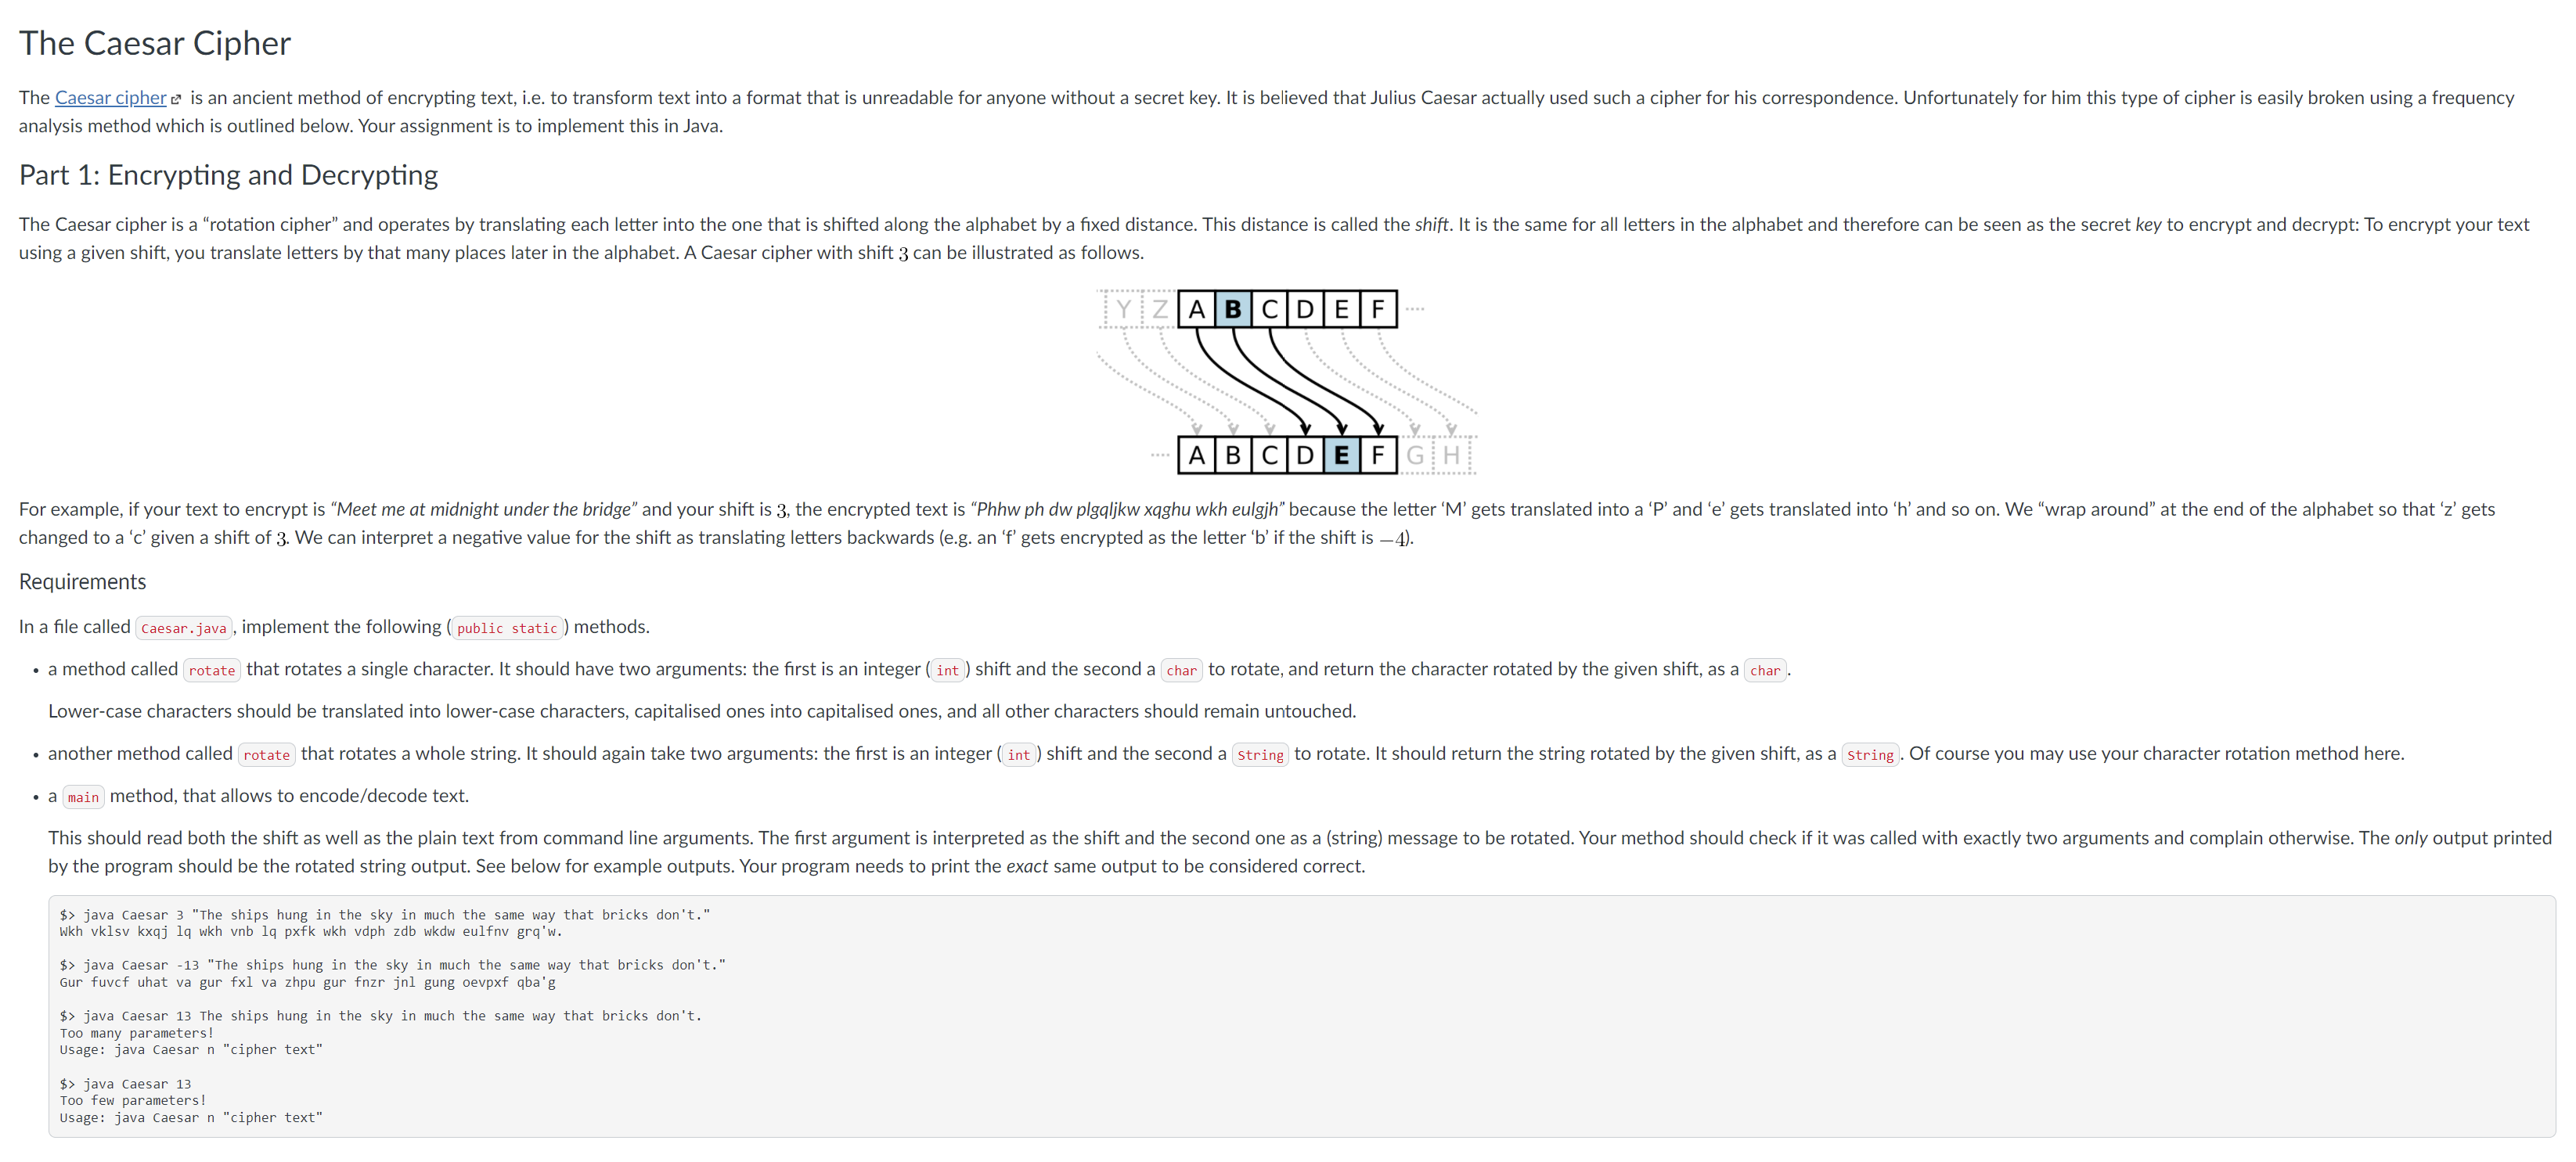 The Caesar Cipher
The Caesar cipher is an ancient method of encrypting text, i.e. to transform text into a format that is unreadable for anyone without a secret key. It is believed that Julius Caesar actually used such a cipher for his correspondence. Unfortunately for him this type of cipher is easily broken using a frequency
analysis method which is outlined below. Your assignment is to implement this in Java.
Part 1: Encrypting and Decrypting
The Caesar cipher is a “rotation cipher” and operates by translating each letter into the one that is shifted along the alphabet by a fixed distance. This distance is called the shift. It is the same for all letters in the alphabet and therefore can be seen as the secret key to encrypt and decrypt: To encrypt your text
using a given shift, you translate letters by that many places later in the alphabet. A Caesar cipher with shift 3 can be illustrated as follows.
Y Z A B C D E F
A B C D E F G H
For example, if your text to encrypt is “Meet me at midnight under the bridge” and your shift is 3, the encrypted text is “Phhw ph dw plgqljkw xqghu wkh eulgjh” because the letter ‘M’ gets translated into a ‘P’ and ‘e’ gets translated into ‘h’ and so on. We “wrap around” at the end of the alphabet so that ‘z’ gets
changed to a ‘c’ given a shift of 3. We can interpret a negative value for the shift as translating letters backwards (e.g. an ‘f’ gets encrypted as the letter ‘b’ if the shift is −4).
Requirements
In a file called Caesar.java, implement the following (public static) methods.
• a method called rotate that rotates a single character. It should have two arguments: the first is an integer (int) shift and the second a char to rotate, and return the character rotated by the given shift, as a char.
Lower-case characters should be translated into lower-case characters, capitalised ones into capitalised ones, and all other characters should remain untouched.
• another method called rotate that rotates a whole string. It should again take two arguments: the first is an integer (int) shift and the second a String to rotate. It should return the string rotated by the given shift, as a String. Of course you may use your character rotation method here.
• a main method, that allows to encode/decode text.
This should read both the shift as well as the plain text from command line arguments. The first argument is interpreted as the shift and the second one as a (string) message to be rotated. Your method should check if it was called with exactly two arguments and complain otherwise. The only output printed
by the program should be the rotated string output. See below for example outputs. Your program needs to print the exact same output to be considered correct.
$> java Caesar 3 "The ships hung in the sky in much the same way that bricks don't."
Wkh vklsv kxqj lq wkh vnb lq pxfk wkh vdph zdb wkdw eulfnv grq'w.
$> java Caesar -13 "The ships hung in the sky in much the same way that bricks don't."
Gur fuvcf uhat va gur fxl va zhpu gur fnzr jnl gung oevpxf qba'g
$> java Caesar 13 The ships hung in the sky in much the same way that bricks don't.
Too many parameters!
Usage: java Caesar n "cipher text"
$> java Caesar 13
Too few parameters!
Usage: java Caesar n "cipher text"